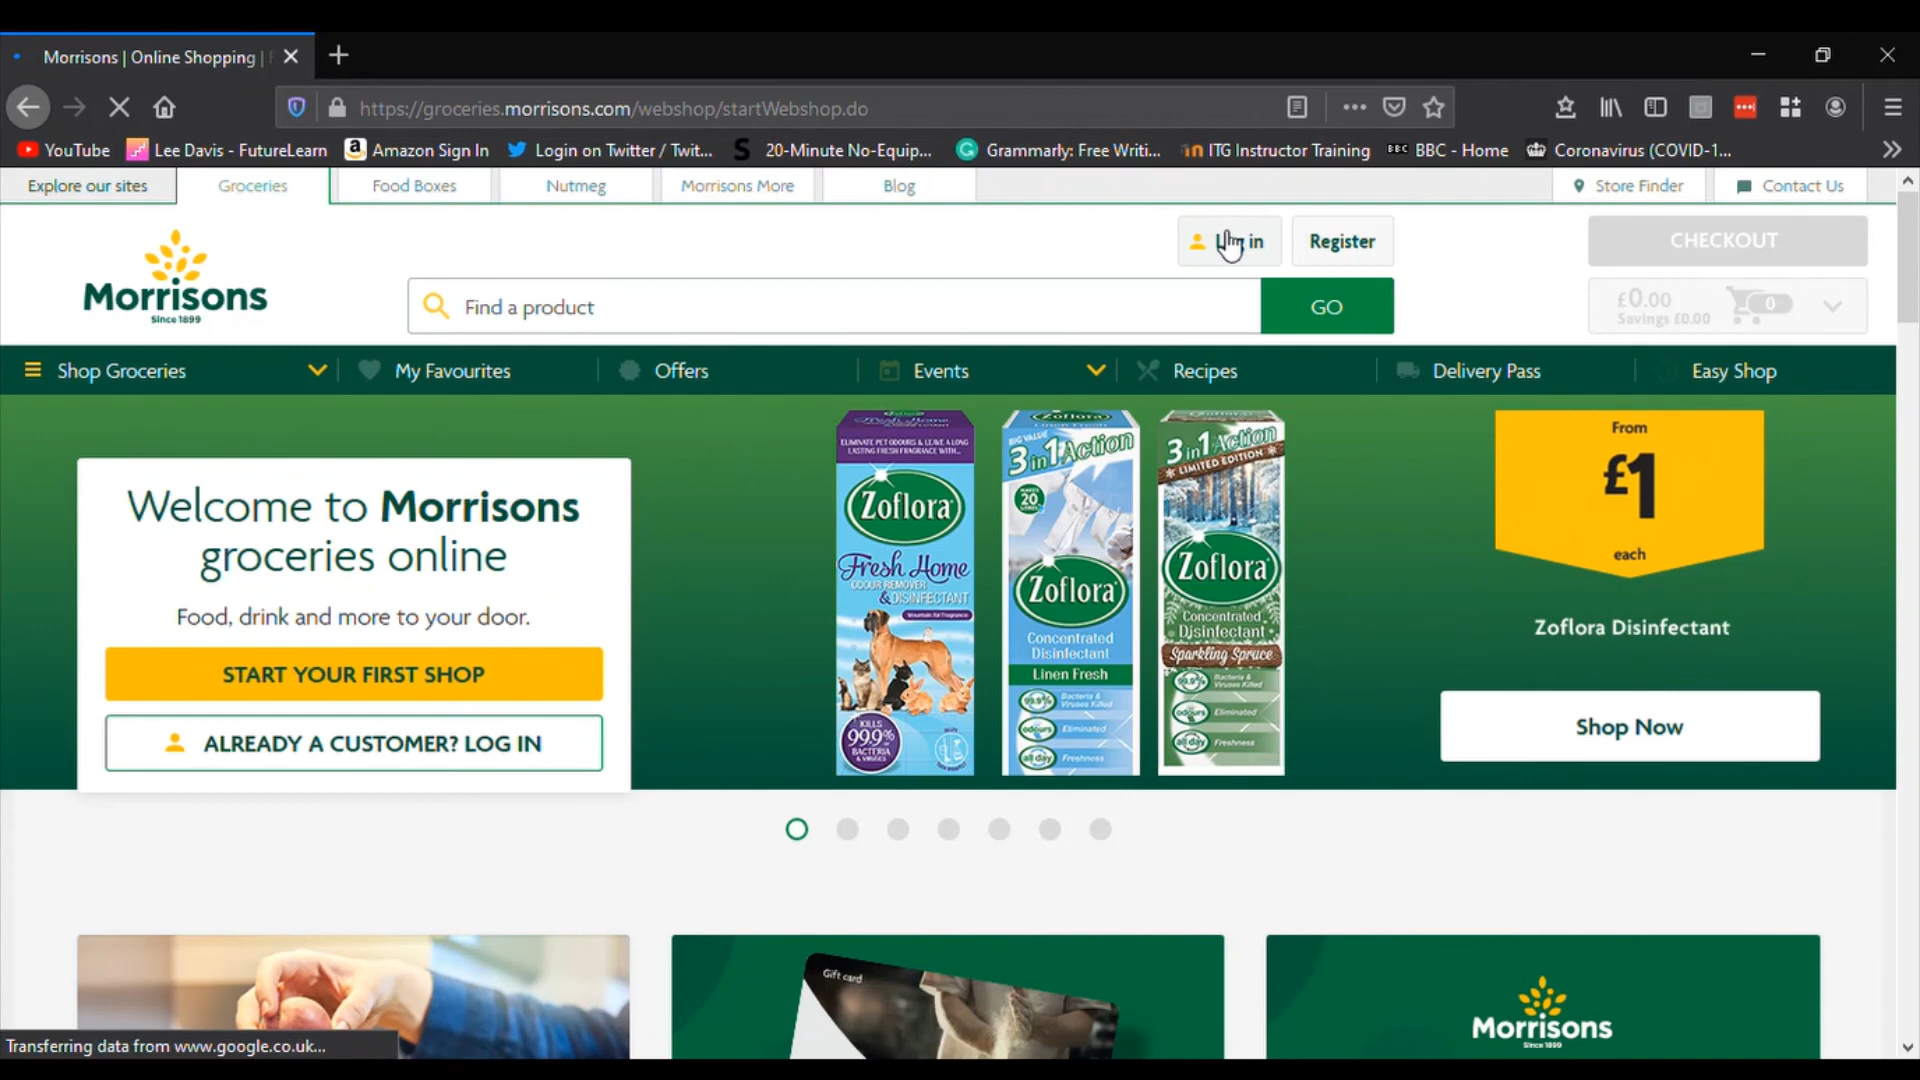 Morrisons | Online Shopping |
https://groceries.morrisons.com/webshop/startWebshop.do
YouTube
Lee Davis - FutureLearn
Amazon Sign In
Login on Twitter / Twit...
20-Minute No-Equip...
Grammarly: Free Writi...
ITG Instructor Training
BBC - Home
Coronavirus (COVID-1...
Explore our sites
Groceries
Food Boxes
Nutmeg
Morrisons More
Blog
Store Finder
Contact Us
Morrisons
Since 1899
in
Register
CHECKOUT
Find a product
GO
£0.00
Savings £0.00
0
Shop Groceries
My Favourites
Offers
Events
Recipes
Delivery Pass
Easy Shop
Welcome to Morrisons
groceries online
Food, drink and more to your door.
START YOUR FIRST SHOP
ALREADY A CUSTOMER? LOG IN
Fresh Home
ELIMINATE PET ODOURS & LEAVE A LONG
LASTING FRESH FRAGRANCE WITH...
Zoflora
Fresh Home
ODOUR REMOVER
& DISINFECTANT
KILLS
99.9%
BACTERIA
& VIRUSES
Linen Fresh
BIG VALUE
3 in 1 Action
MAKES
20
LITRES
Zoflora
Concentrated
Disinfectant
Linen Fresh
99.9%
Bacteria &
Viruses Killed
odours
Eliminated
all day
Freshness
3 in 1 Action
LIMITED EDITION
Zoflora
Concentrated
Disinfectant
Sparkling Spruce
99.9%
Bacteria &
Viruses Killed
odours
Eliminated
all day
Freshness
From
£1
each
Zoflora Disinfectant
Shop Now
Gift card
Morrisons
Since 1899
Transferring data from www.google.co.uk...